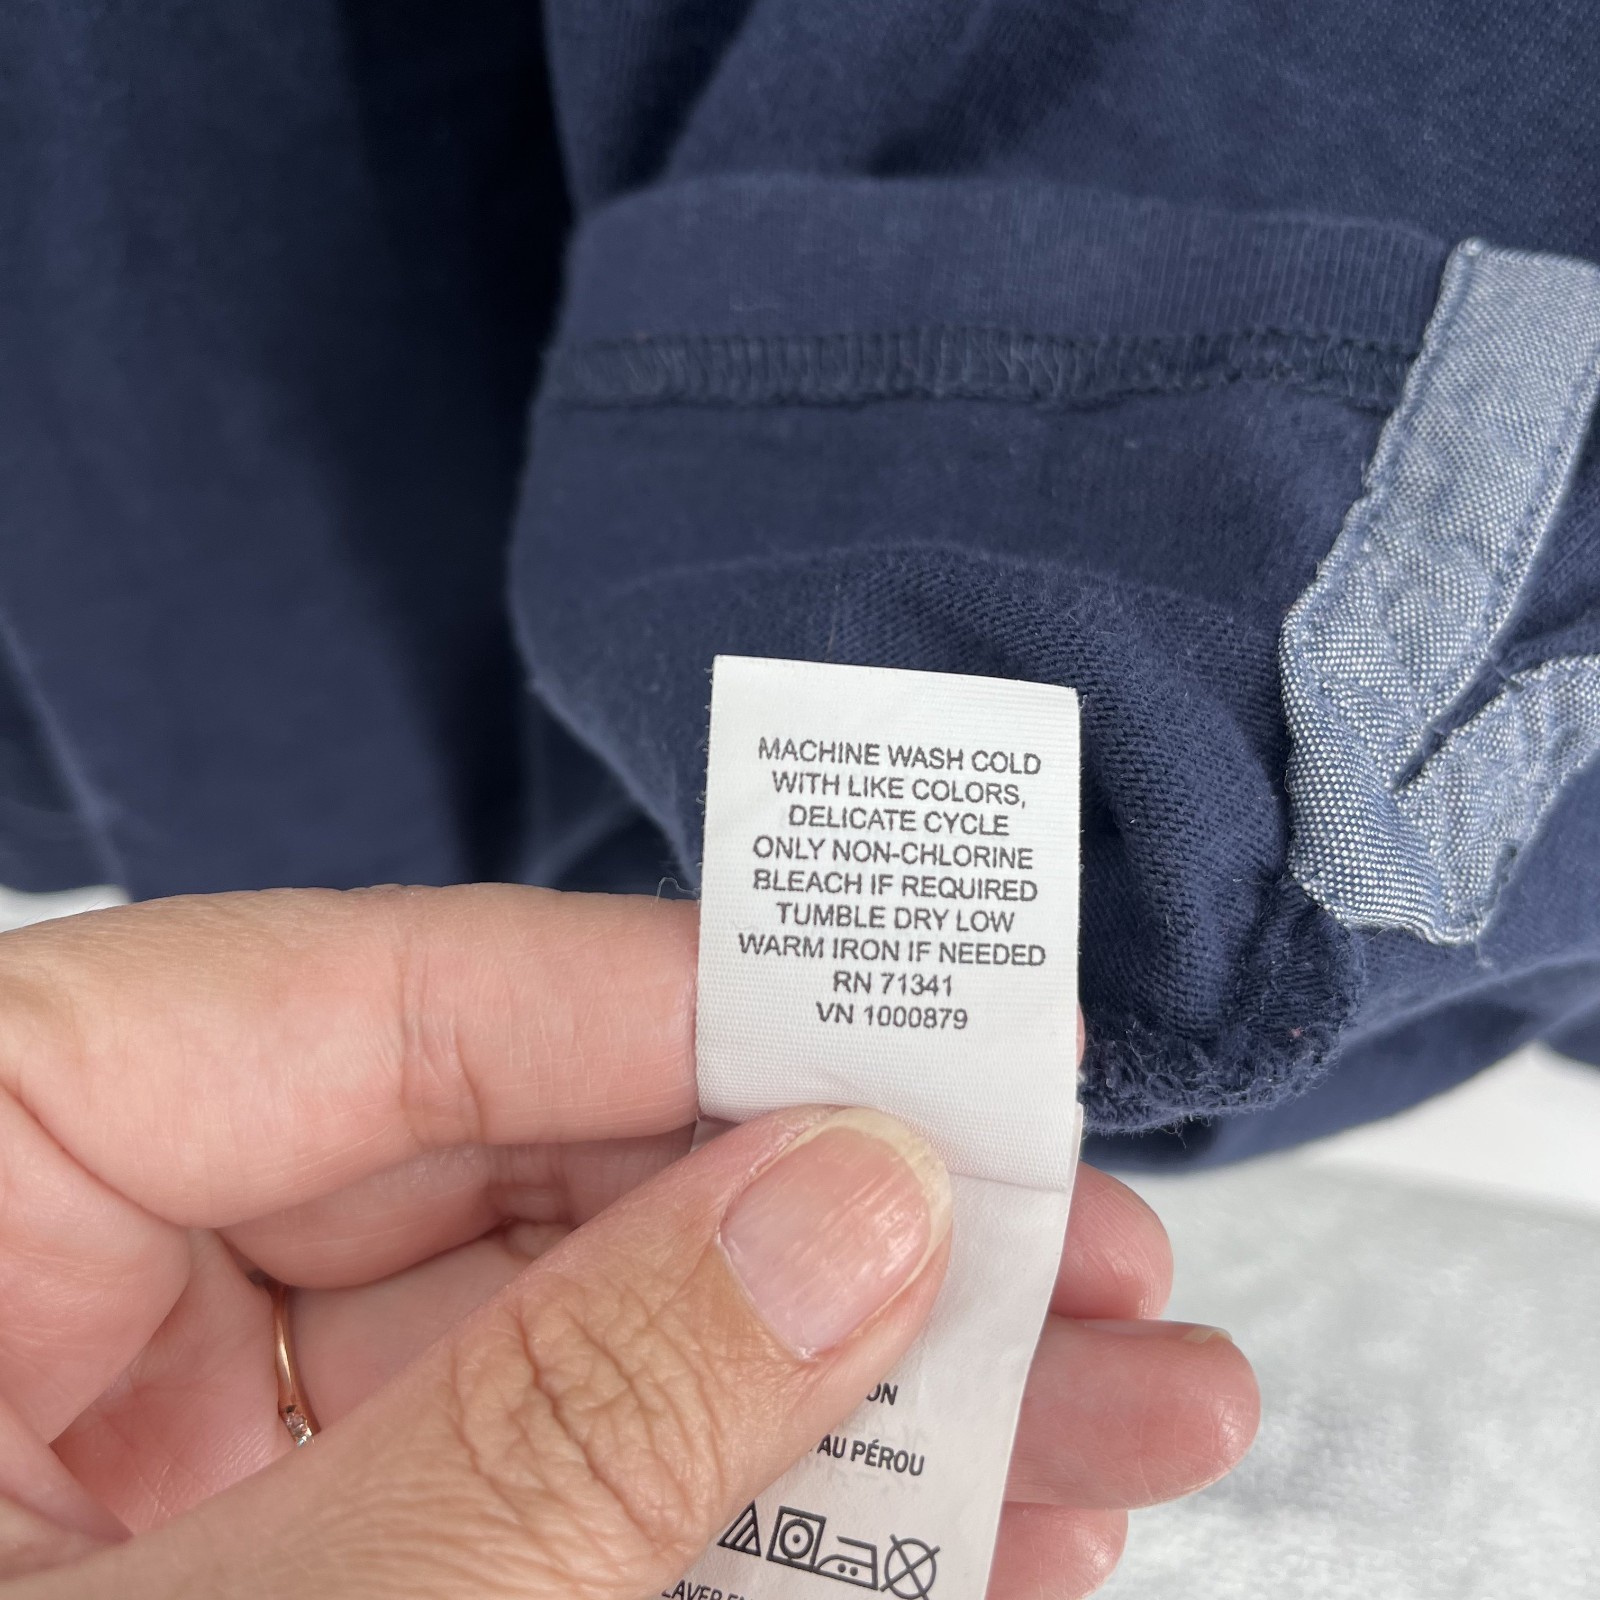 MACHINE WASH COLD
WITH LIKE COLORS,
DELICATE CYCLE
ONLY NON-CHLORINE
BLEACH IF REQUIRED
TUMBLE DRY LOW
WARM IRON IF NEEDED
RN 71341
VN 1000879
AU PÉROU